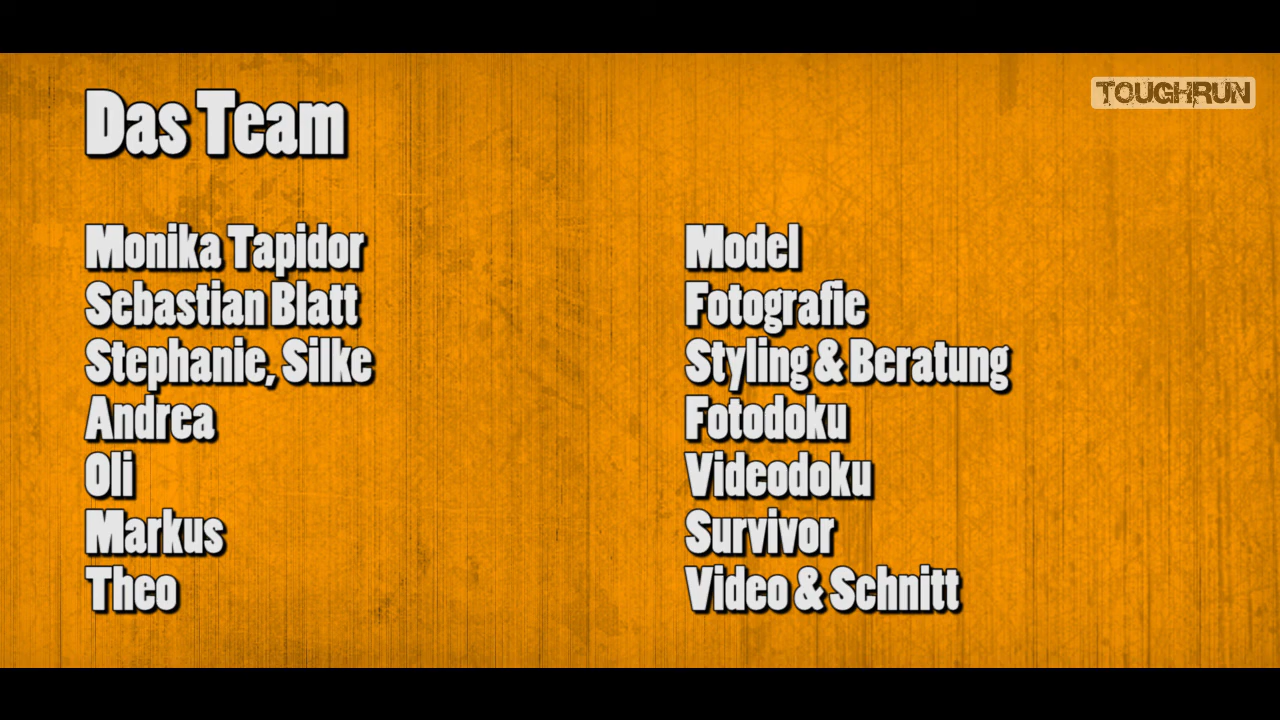 TOUGHRUN
Das Team
Monika Tapidor Model
Sebastian Blatt Fotografie
Stephanie, Silke Styling & Beratung
Andrea Fotodoku
Oli Videodoku
Markus Survivor
Theo Video & Schnitt